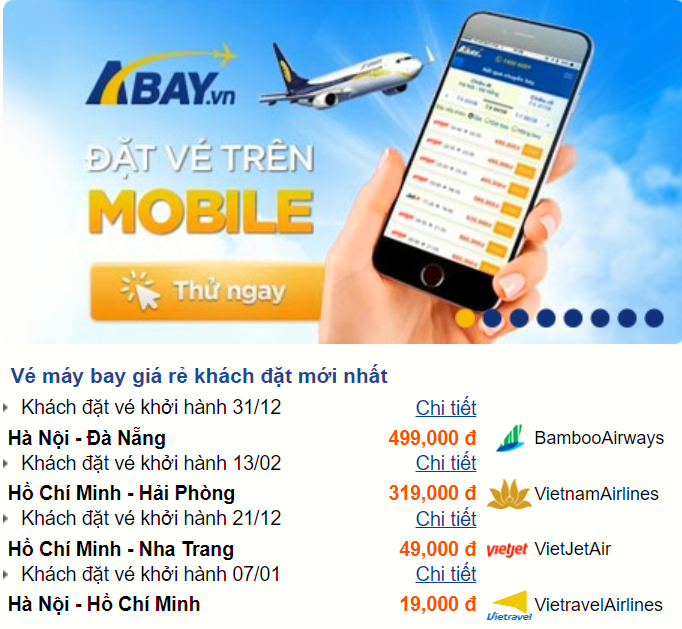 ABAY.vn
ĐẶT VÉ TRÊN
MOBILE
Thử ngay
Vé máy bay giá rẻ khách đặt mới nhất
Khách đặt vé khởi hành 31/12 Chi tiết
Hà Nội - Đà Nẵng 499,000 đ BambooAirways
Khách đặt vé khởi hành 13/02 Chi tiết
Hồ Chí Minh - Hải Phòng 319,000 đ VietnamAirlines
Khách đặt vé khởi hành 21/12 Chi tiết
Hồ Chí Minh - Nha Trang 49,000 đ vietjet VietJetAir
Khách đặt vé khởi hành 07/01 Chi tiết
Hà Nội - Hồ Chí Minh 19,000 đ Vietravel VietravelAirlines